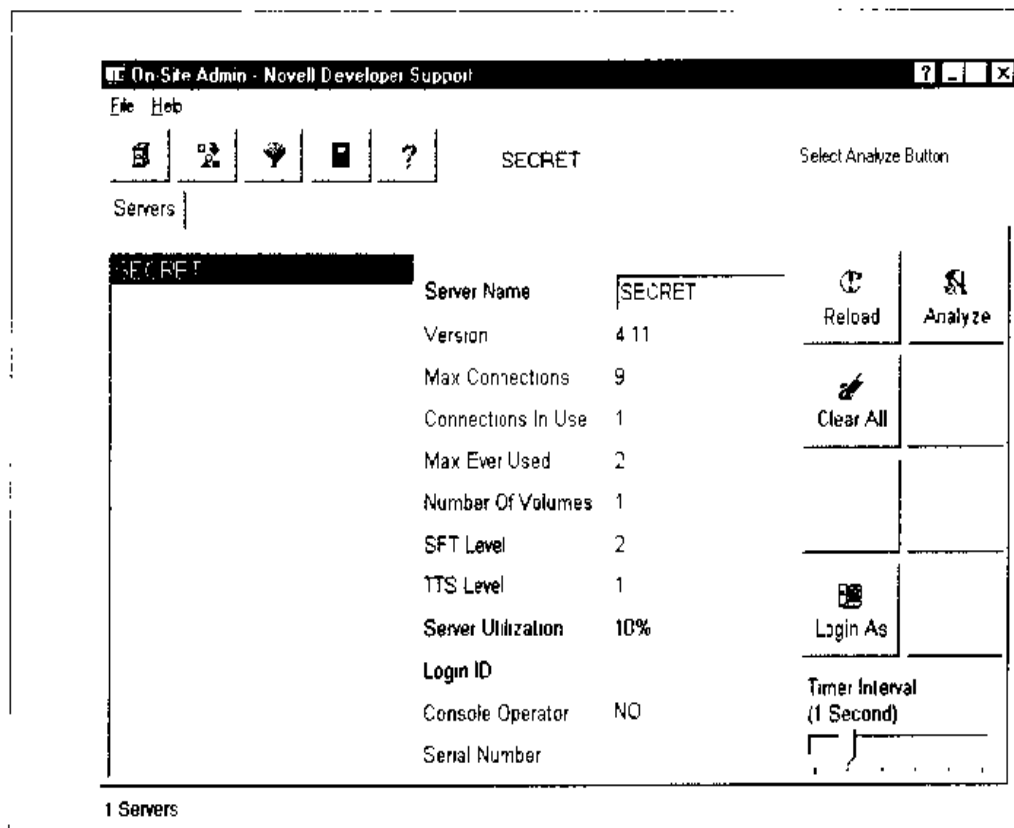 On-Site Admin - Novell Developer Support
File Help
SECRET
Select Analyze Button
Servers
SECRET
Server Name SECRET
Version 4 11
Max Connections 9
Connections In Use 1
Max Ever Used 2
Number Of Volumes 1
SFT Level 2
TTS Level 1
Server Utilization 10%
Login ID
Console Operator NO
Serial Number
Reload
Analyze
Clear All
Login As
Timer Interval
(1 Second)
1 Servers